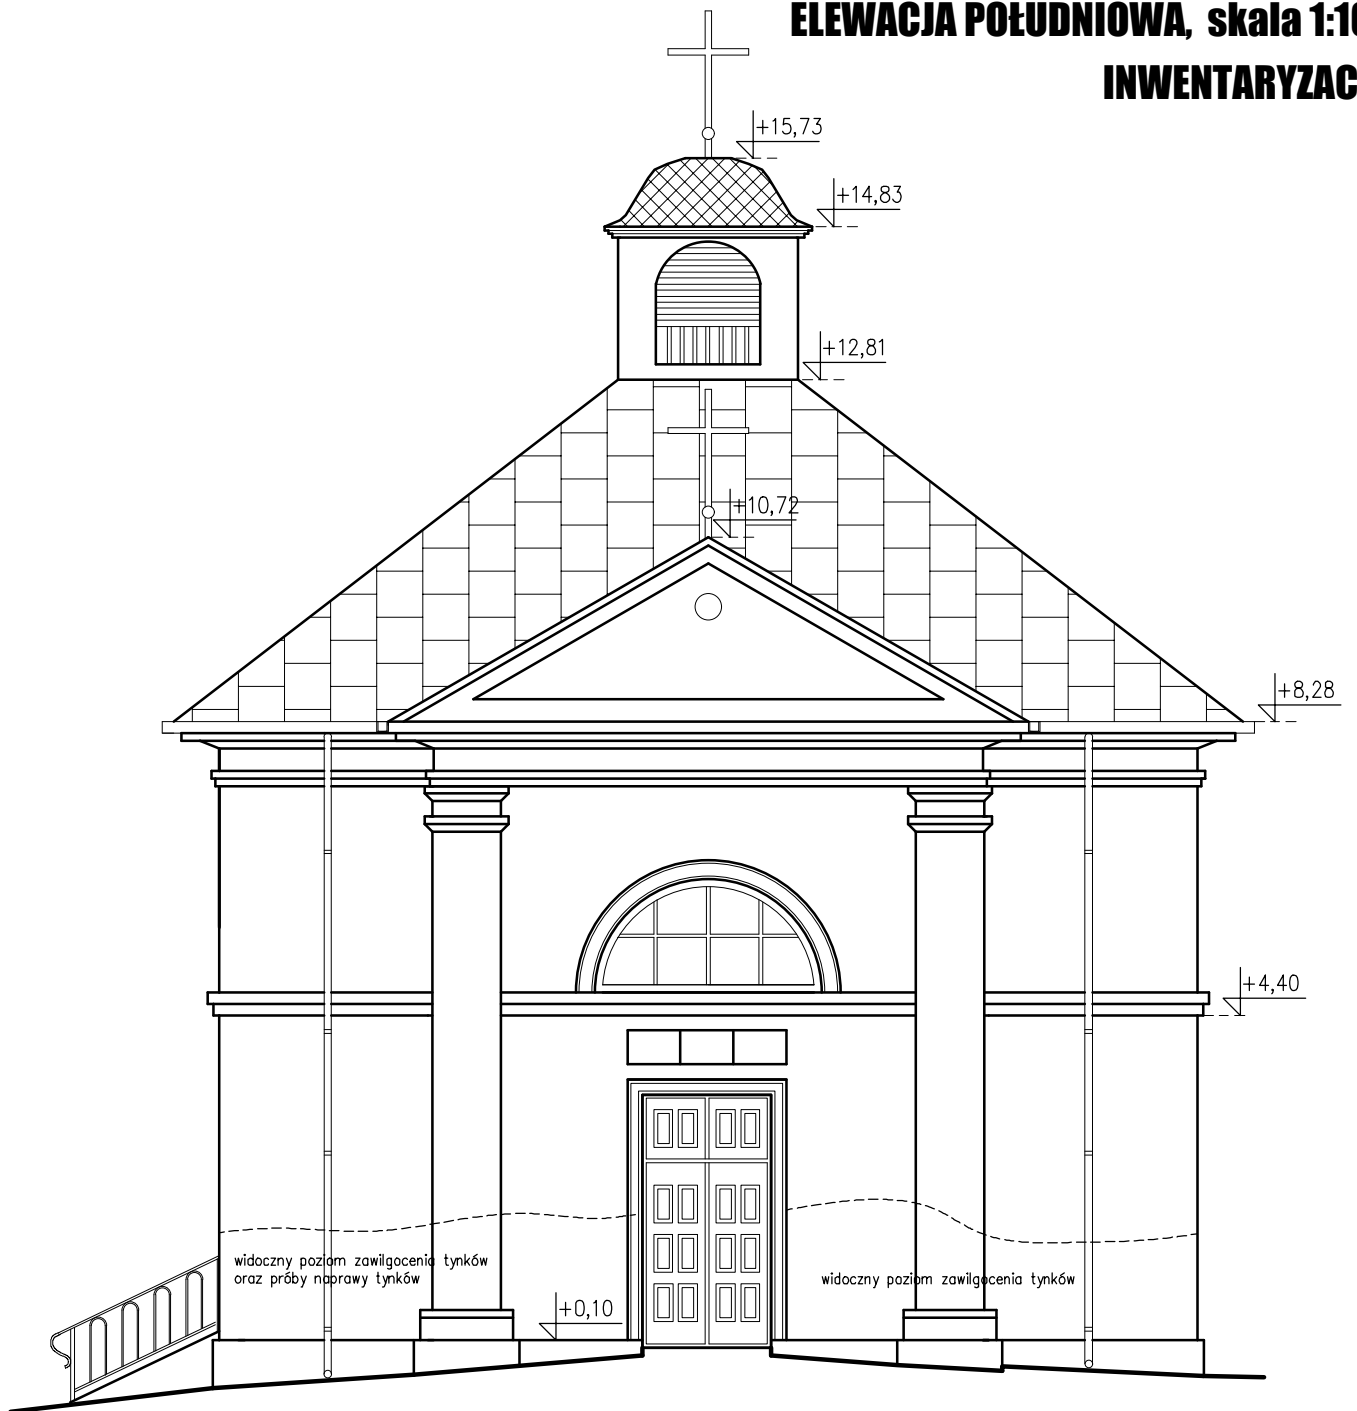 ELEWACJA POŁUDNIOWA, skala 1:10
INWENTARYZAC
+15,73
+14,83
+12,81
+10,72
+8,28
+4,40
widoczny poziom zawilgocenia tynków
oraz próby naprawy tynków
widoczny poziom zawilgocenia tynków
+0,10